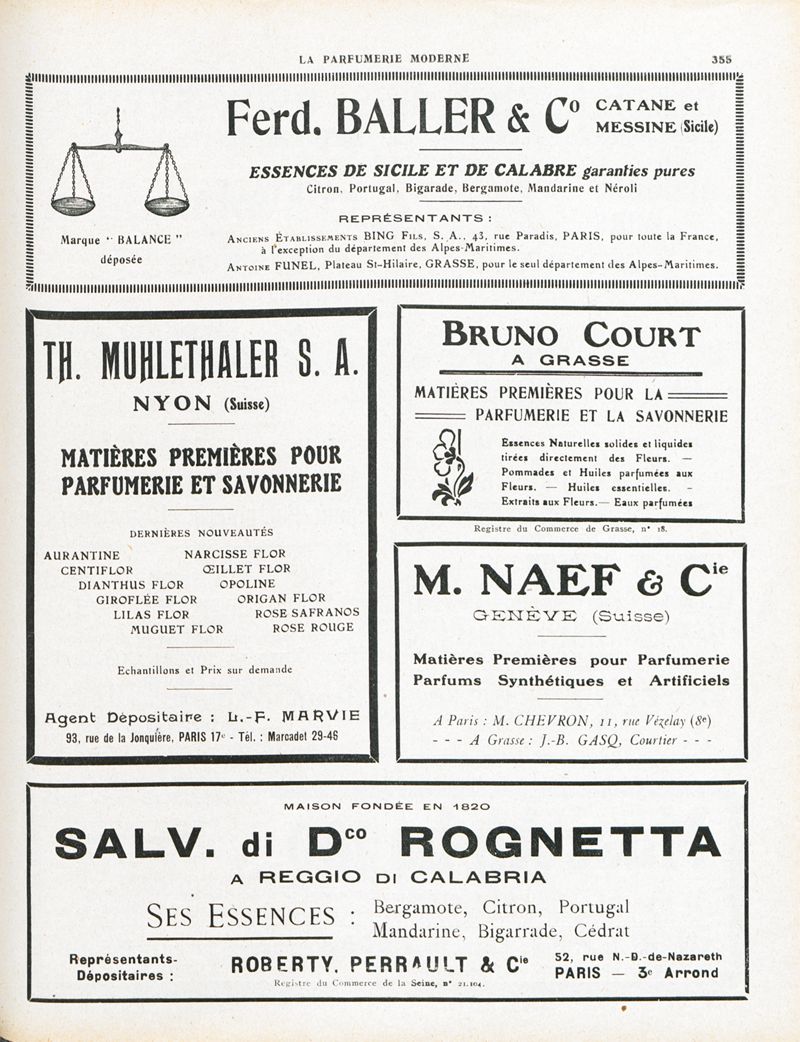 LA PARFUMERIE MODERNE 355
Ferd. BALLER & Co CATANE et
MESSINE (Sicile)
ESSENCES DE SICILE ET DE CALABRE garanties pures
Citron, Portugal, Bigarade, Bergamote, Mandarine et Néroli
REPRÉSENTANTS :
Marque "BALANCE"
déposée
Anciens Établissements BING Fils, S. A., 43, rue Paradis, PARIS, pour toute la France,
à l'exception du département des Alpes-Maritimes.
Antoine FUNEL, Plateau St-Hilaire, GRASSE, pour le seul département des Alpes-Maritimes.
TH. MUHLETHALER S. A.
NYON (Suisse)
MATIÈRES PREMIÈRES POUR
PARFUMERIE ET SAVONNERIE
DERNIÈRES NOUVEAUTÉS
AURANTINE NARCISSE FLOR
CENTIFLOR ŒILLET FLOR
DIANTHUS FLOR OPOLINE
GIROFLÉE FLOR ORIGAN FLOR
LILAS FLOR ROSE SAFRANOS
MUGUET FLOR ROSE ROUGE
Echantillons et Prix sur demande
Agent Dépositaire : L.-F. MARVIE
93, rue de la Jonquière, PARIS 17e - Tél. : Marcadet 29-46
BRUNO COURT
A GRASSE
MATIÈRES PREMIÈRES POUR LA
PARFUMERIE ET LA SAVONNERIE
Essences Naturelles solides et liquides
tirées directement des Fleurs. —
Pommades et Huiles parfumées aux
Fleurs. — Huiles essentielles. -
Extraits aux Fleurs. — Eaux parfumées
Registre du Commerce de Grasse, n° 18.
M. NAEF & Cie
GENÈVE (Suisse)
Matières Premières pour Parfumerie
Parfums Synthétiques et Artificiels
A Paris : M. CHEVRON, 11, rue Vézelay (8e)
- - - A Grasse : J.-B. GASQ, Courtier - - -
MAISON FONDÉE EN 1820
SALV. di Dco ROGNETTA
A REGGIO DI CALABRIA
SES ESSENCES : Bergamote, Citron, Portugal
Mandarine, Bigarrade, Cédrat
Représentants-
Dépositaires :
ROBERTY, PERRAULT & Cie
52, rue N.-D.-de-Nazareth
PARIS — 3e Arrond
Registre du Commerce de la Seine, n° 21.104.